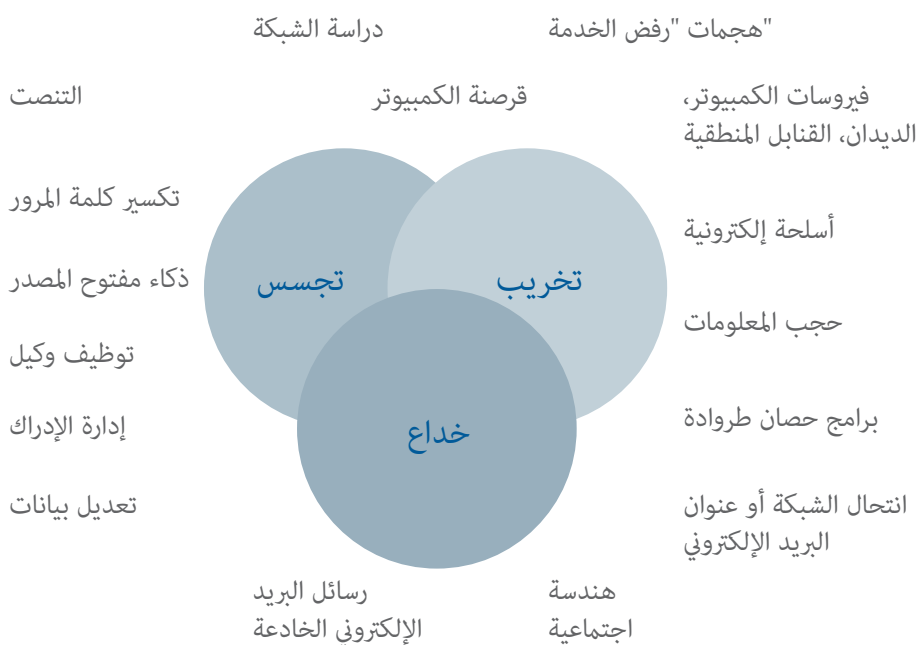 "هجمات "رفض الخدمة
دراسة الشبكة
فيروسات الكمبيوتر،
الديدان، القنابل المنطقية
قرصنة الكمبيوتر
التنصت
تكسير كلمة المرور
أسلحة إلكترونية
تخريب
تجسس
ذكاء مفتوح المصدر
حجب المعلومات
توظيف وكيل
برامج حصان طروادة
خداع
إدارة الإدراك
انتحال الشبكة أو عنوان
البريد الإلكتروني
تعديل بيانات
هندسة
اجتماعية
رسائل البريد
الإلكتروني الخادعة